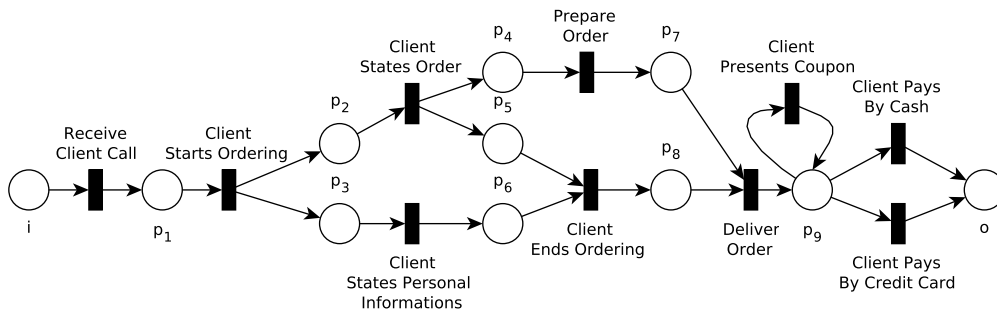 Receive
Client Call
Client
Starts Ordering
Client
States Order
Prepare
Order
Client
Presents Coupon
Client Pays
By Cash
i
p1
p2
p3
p4
p5
p6
p7
p8
p9
o
Client
States Personal
Informations
Client
Ends Ordering
Deliver
Order
Client Pays
By Credit Card